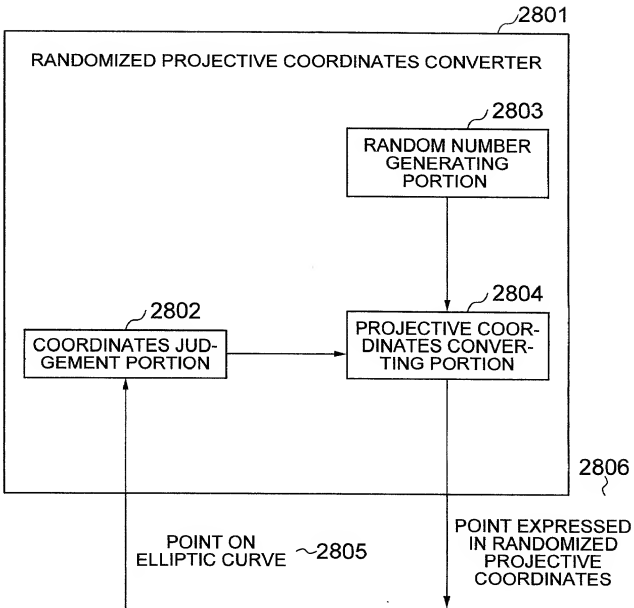 2801
RANDOMIZED PROJECTIVE COORDINATES CONVERTER
2803
RANDOM NUMBER
GENERATING
PORTION
2802
COORDINATES JUD-
GEMENT PORTION
2804
PROJECTIVE COOR-
DINATES CONVER-
TING PORTION
2806
POINT ON
ELLIPTIC CURVE
2805
POINT EXPRESSED
IN RANDOMIZED
PROJECTIVE
COORDINATES